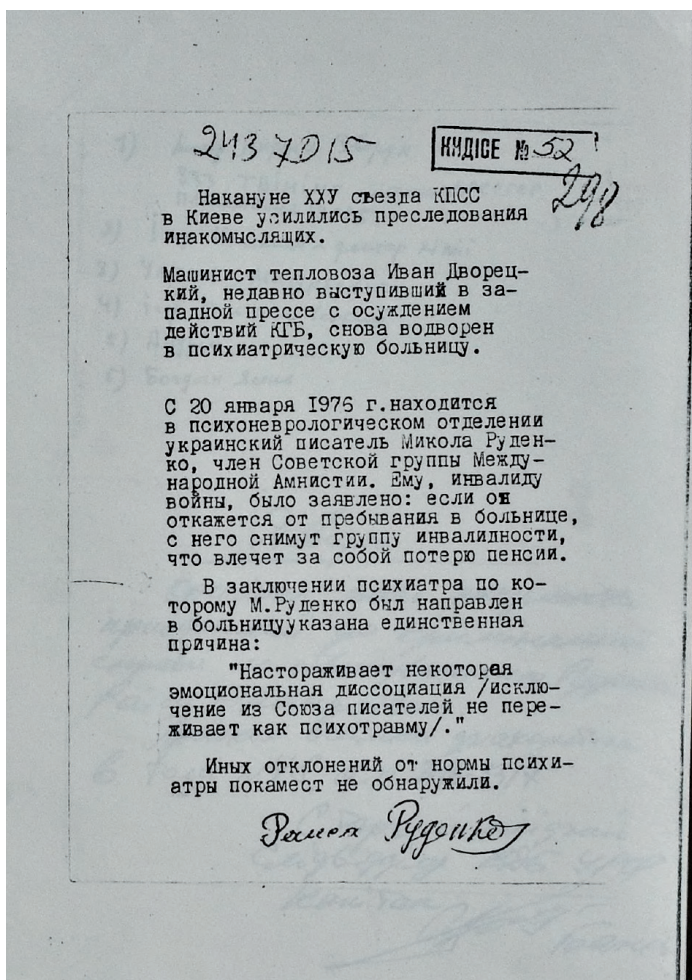 243 7015
КНДІСЕ № 52
298
Накануне ХХУ съезда КПСС
в Киеве усилились преследования
инакомыслящих.
Машинист тепловоза Иван Дворец-
кий, недавно выступивший в за-
падной прессе с осуждением
действий КГБ, снова водворен
в психиатрическую больницу.
С 20 января 1976 г.находится
в психоневрологическом отделении
украинский писатель Микола Руден-
ко, член Советской группы Между-
народной Амнистии. Ему, инвалиду
войны, было заявлено: если он
откажется от пребывания в больнице,
с него снимут группу инвалидности,
что влечет за собой потерю пенсии.
В заключении психиатра по ко-
торому М.Руденко был направлен
в больницууказана единственная
причина:
"Настораживает некоторая
эмоциональная диссоциация /исклю-
чение из Союза писателей не пере-
живает как психотравму/."
Иных отклонений от нормы психи-
атры покамест не обнаружили.
Раиса Руденко